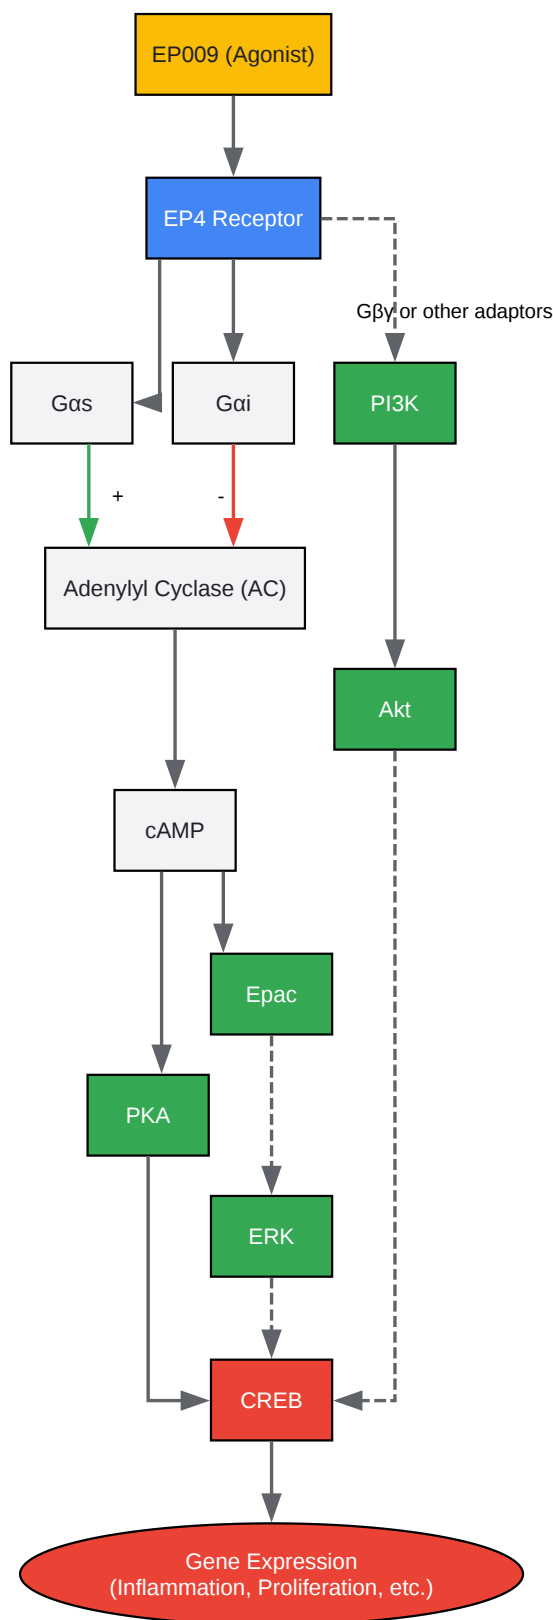 EP009 (Agonist)
EP4 Receptor
Gβγ or other adaptors
Gαs
Gαi
PI3K
+
-
Adenylyl Cyclase (AC)
Akt
cAMP
Epac
PKA
ERK
CREB
Gene Expression
(Inflammation, Proliferation, etc.)